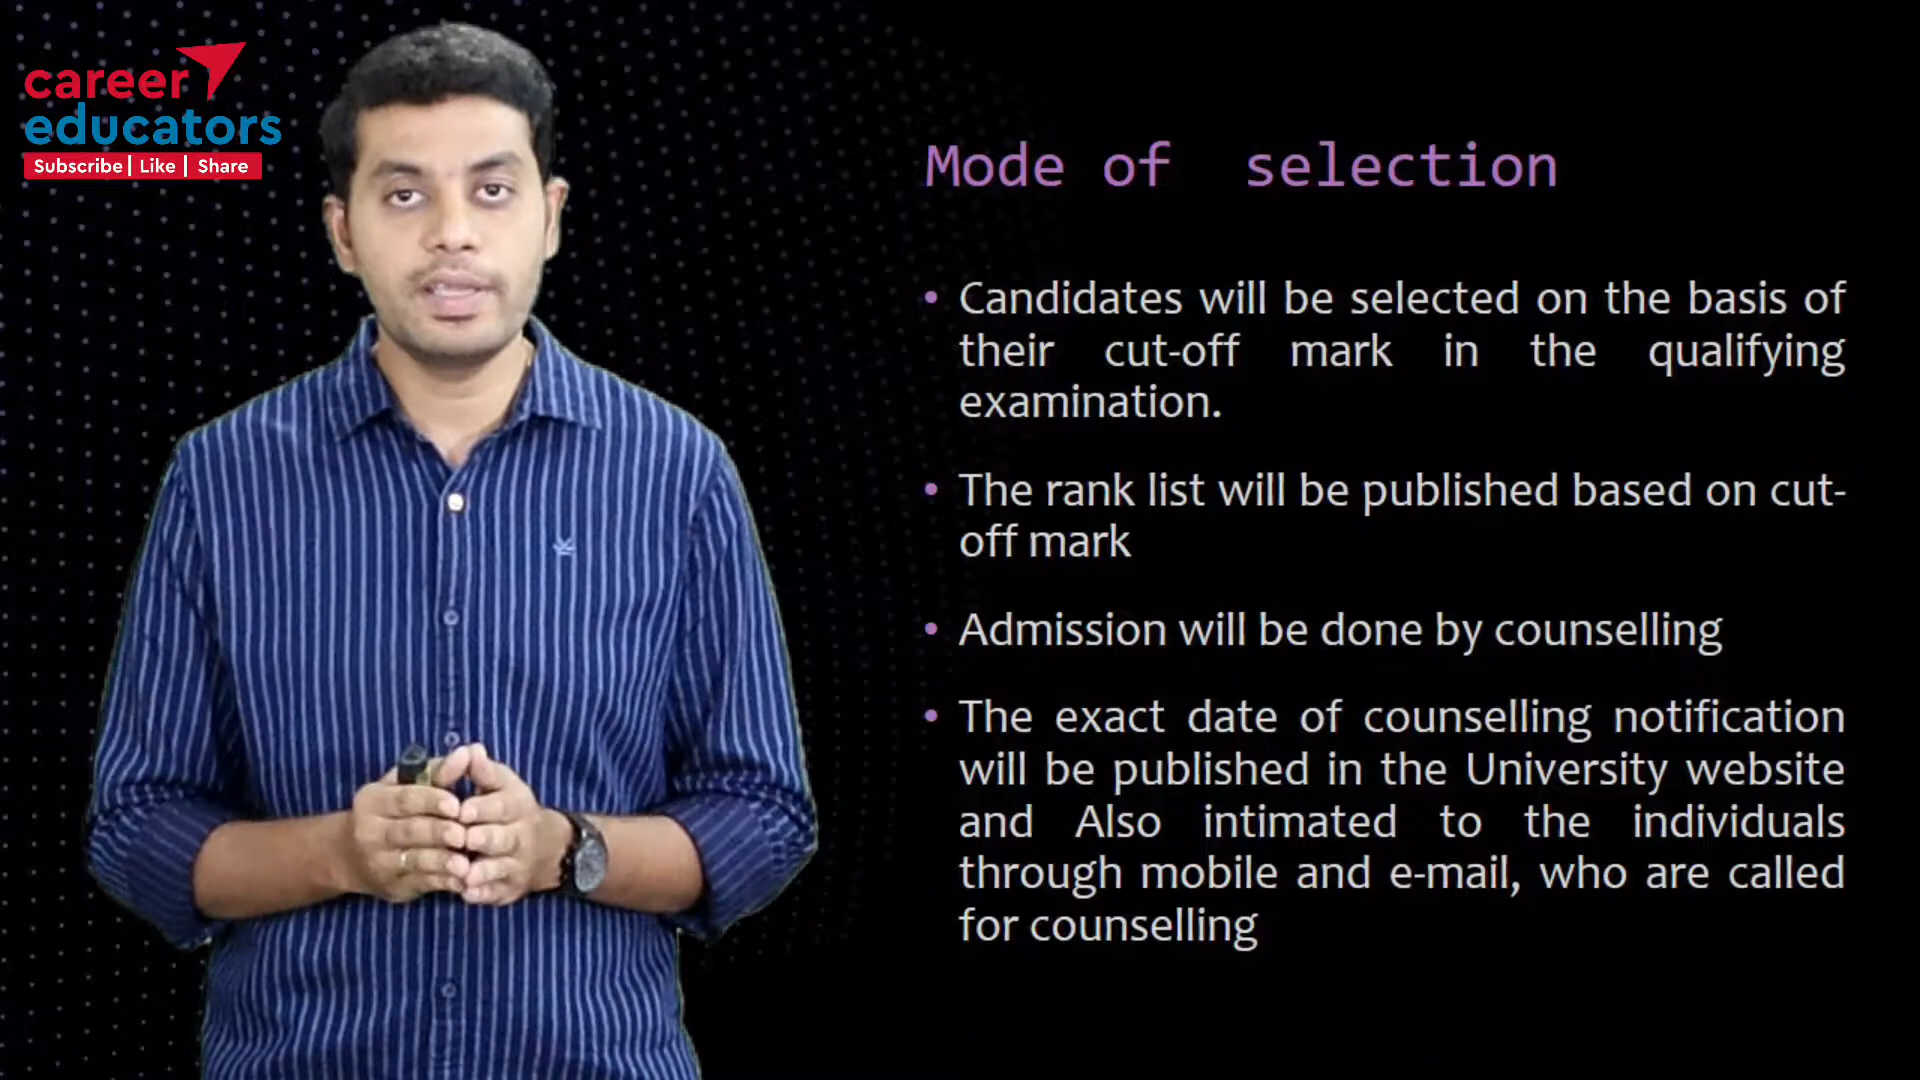 career
educators
Subscribe | Like | Share
Mode of selection
• Candidates will be selected on the basis of
their cut-off mark in the qualifying
examination.
• The rank list will be published based on cut-
off mark
• Admission will be done by counselling
• The exact date of counselling notification
will be published in the University website
and Also intimated to the individuals
through mobile and e-mail, who are called
for counselling